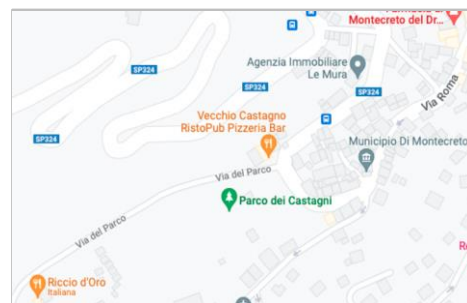 Montecreto del Dr...
Agenzia Immobiliare
Le Mura
SP324
SP324
SP324
Via Roma
Vecchio Castagno
RistoPub Pizzeria Bar
Municipio Di Montecreto
Via del Parco
Parco dei Castagni
Via del Parco
Riccio d'Oro
Italiana